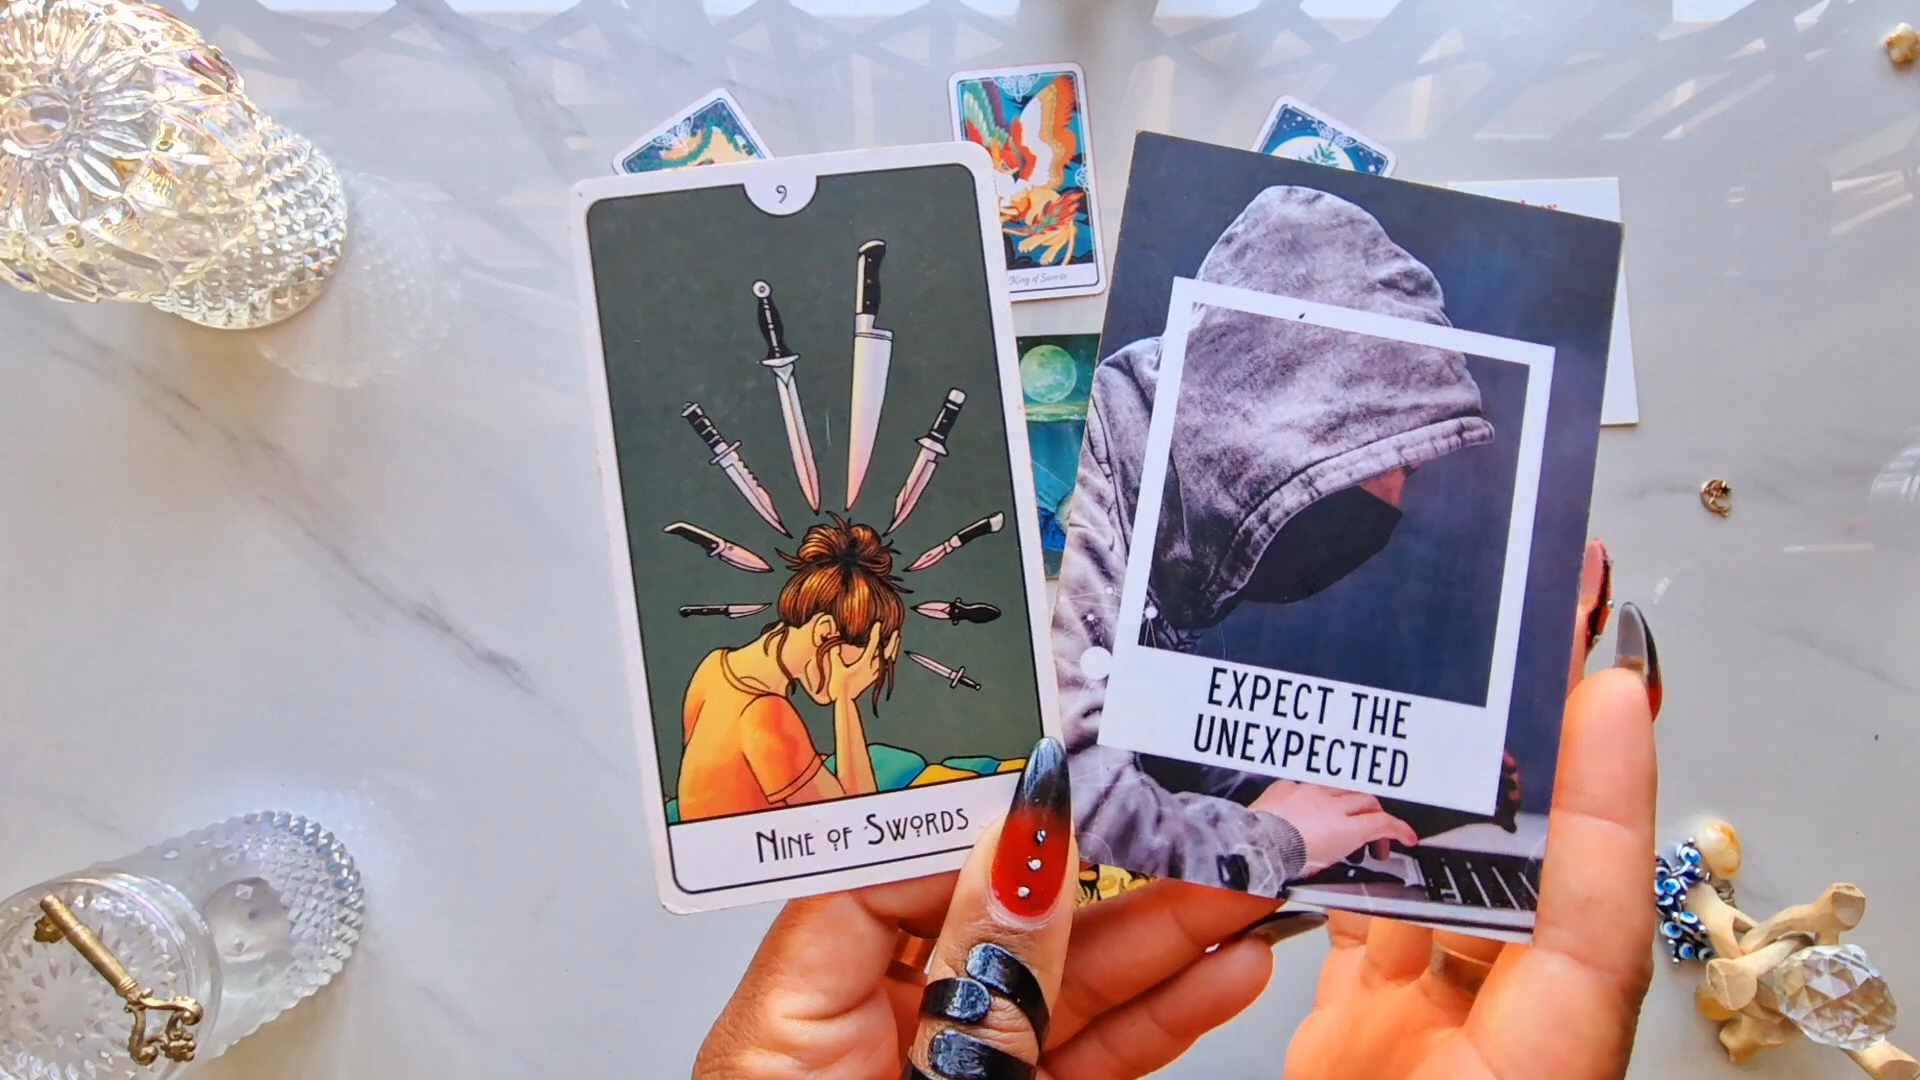 9
King of Swords
EXPECT THE
UNEXPECTED
NINE OF SWORDS